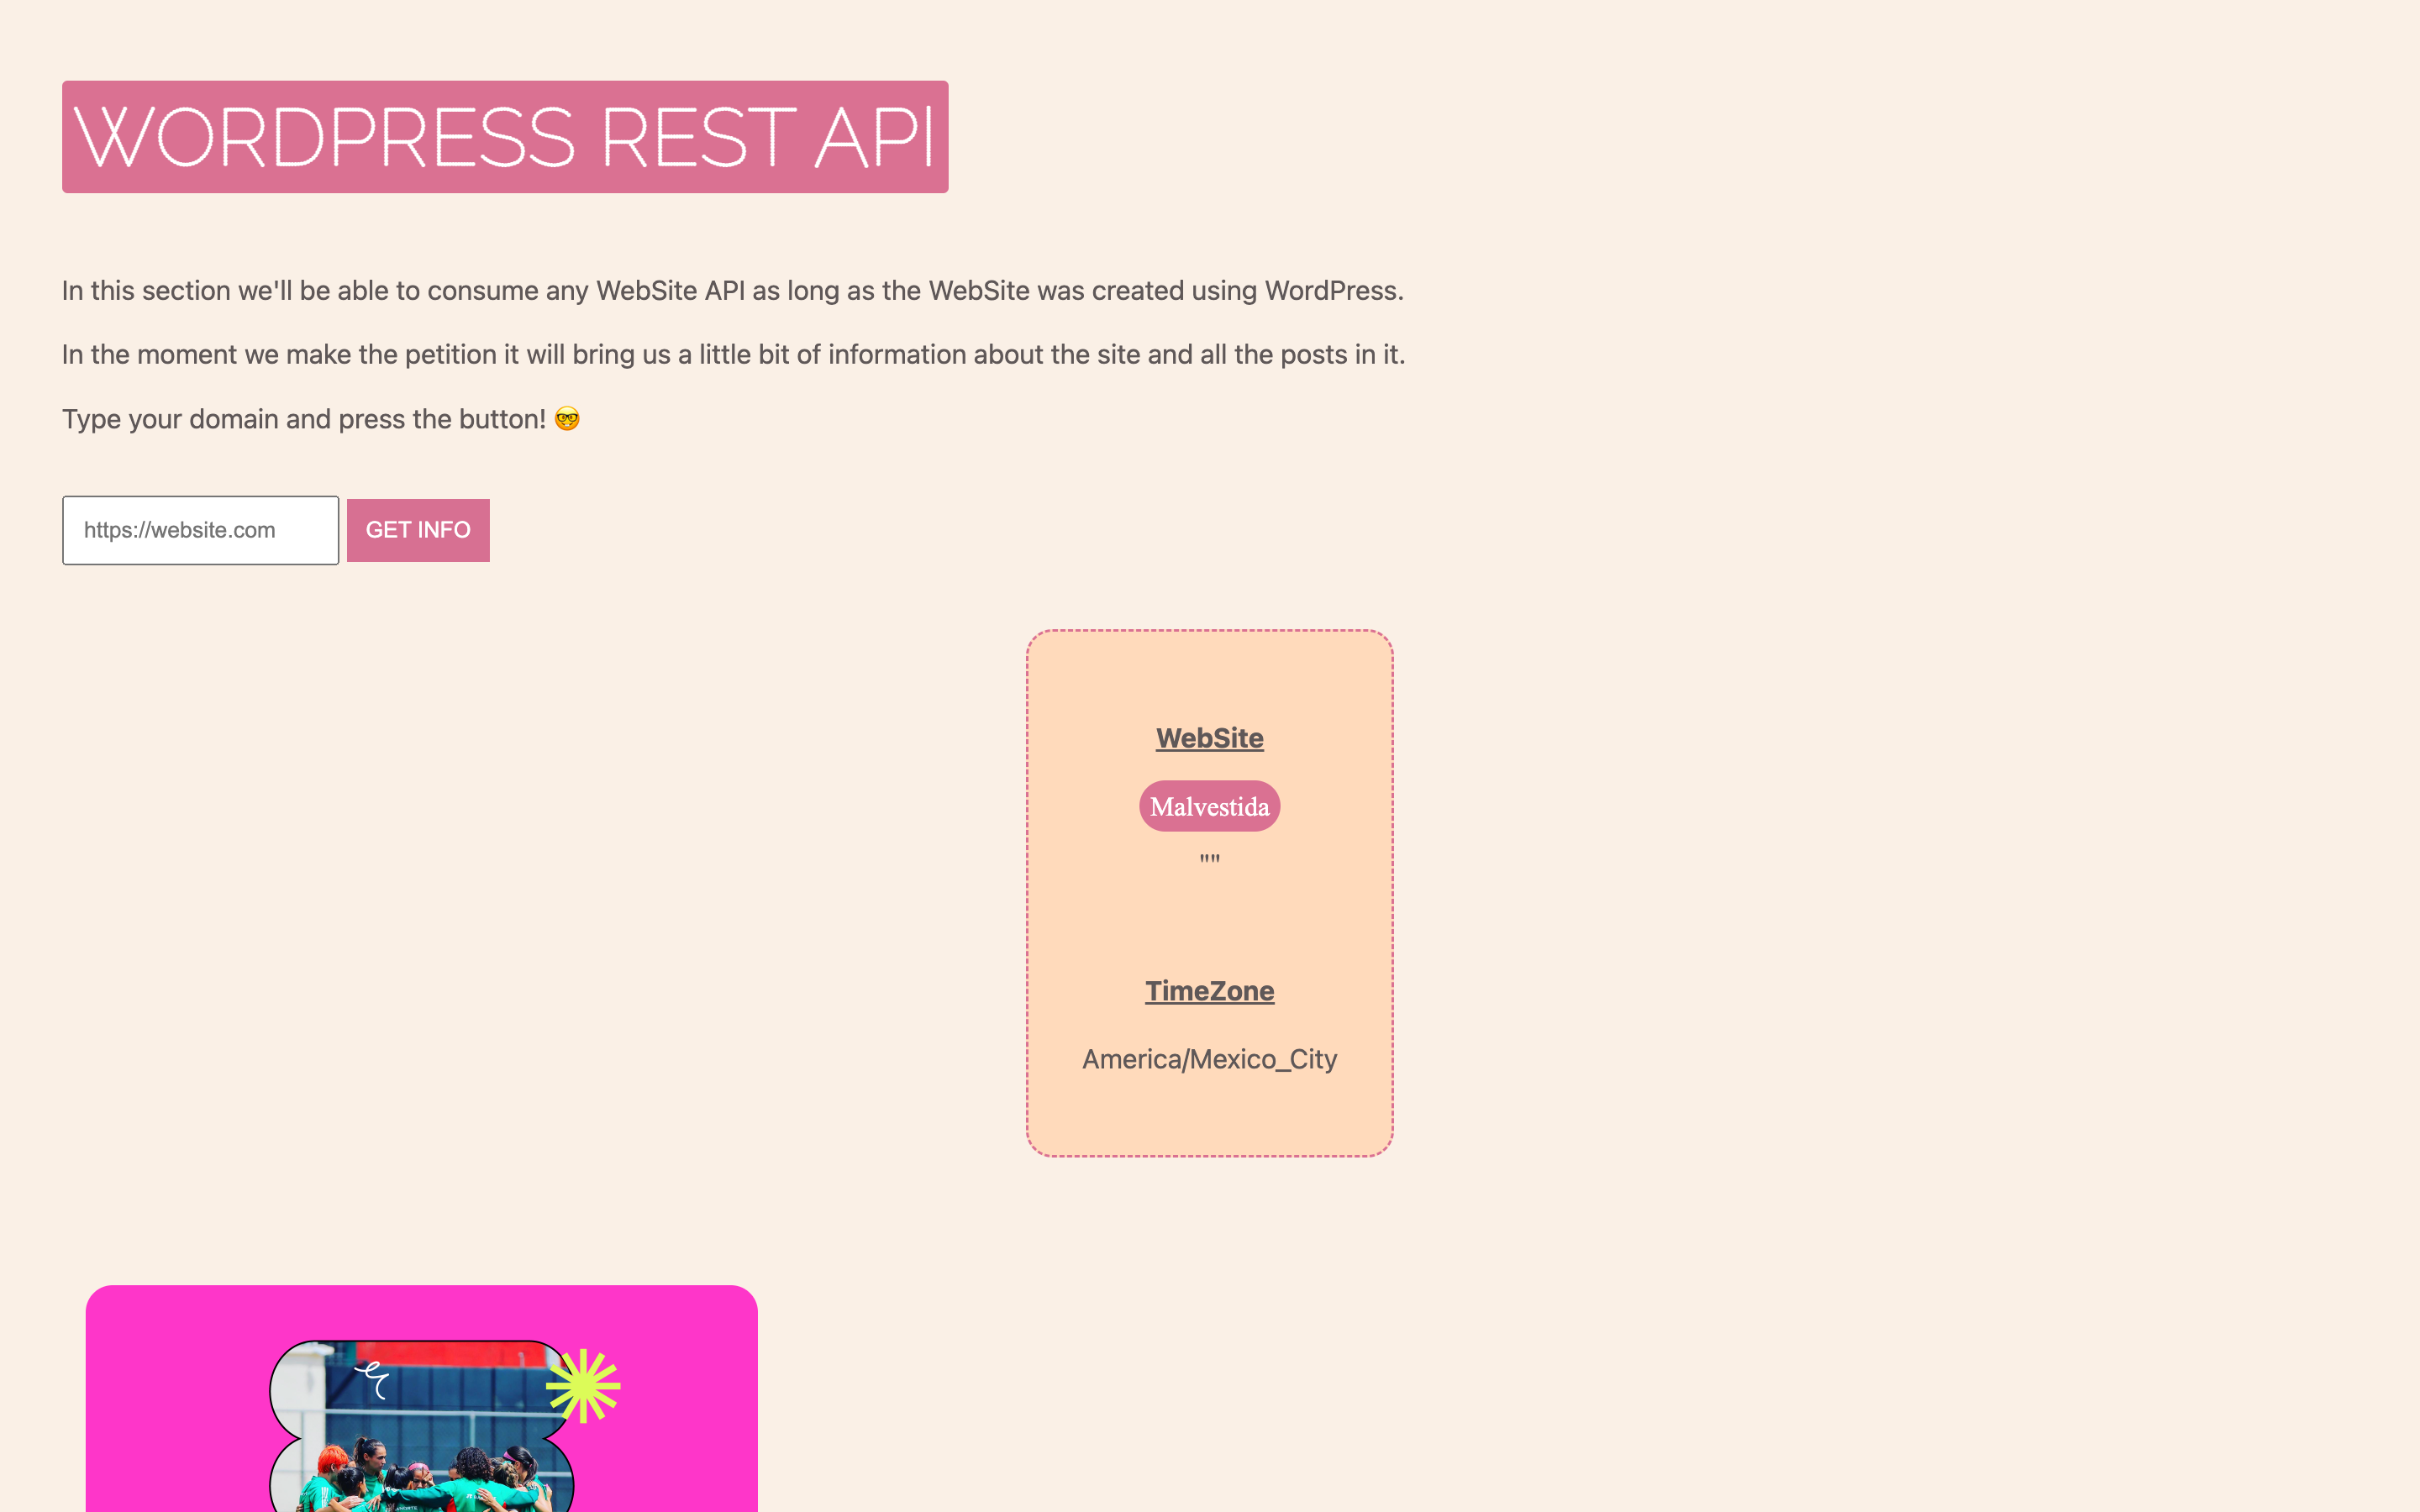 WORDPRESS REST API
In this section we'll be able to consume any WebSite API as long as the WebSite was created using WordPress.
In the moment we make the petition it will bring us a little bit of information about the site and all the posts in it.
Type your domain and press the button! 🤓
https://website.com
GET INFO
WebSite
Malvestida
""
TimeZone
America/Mexico_City